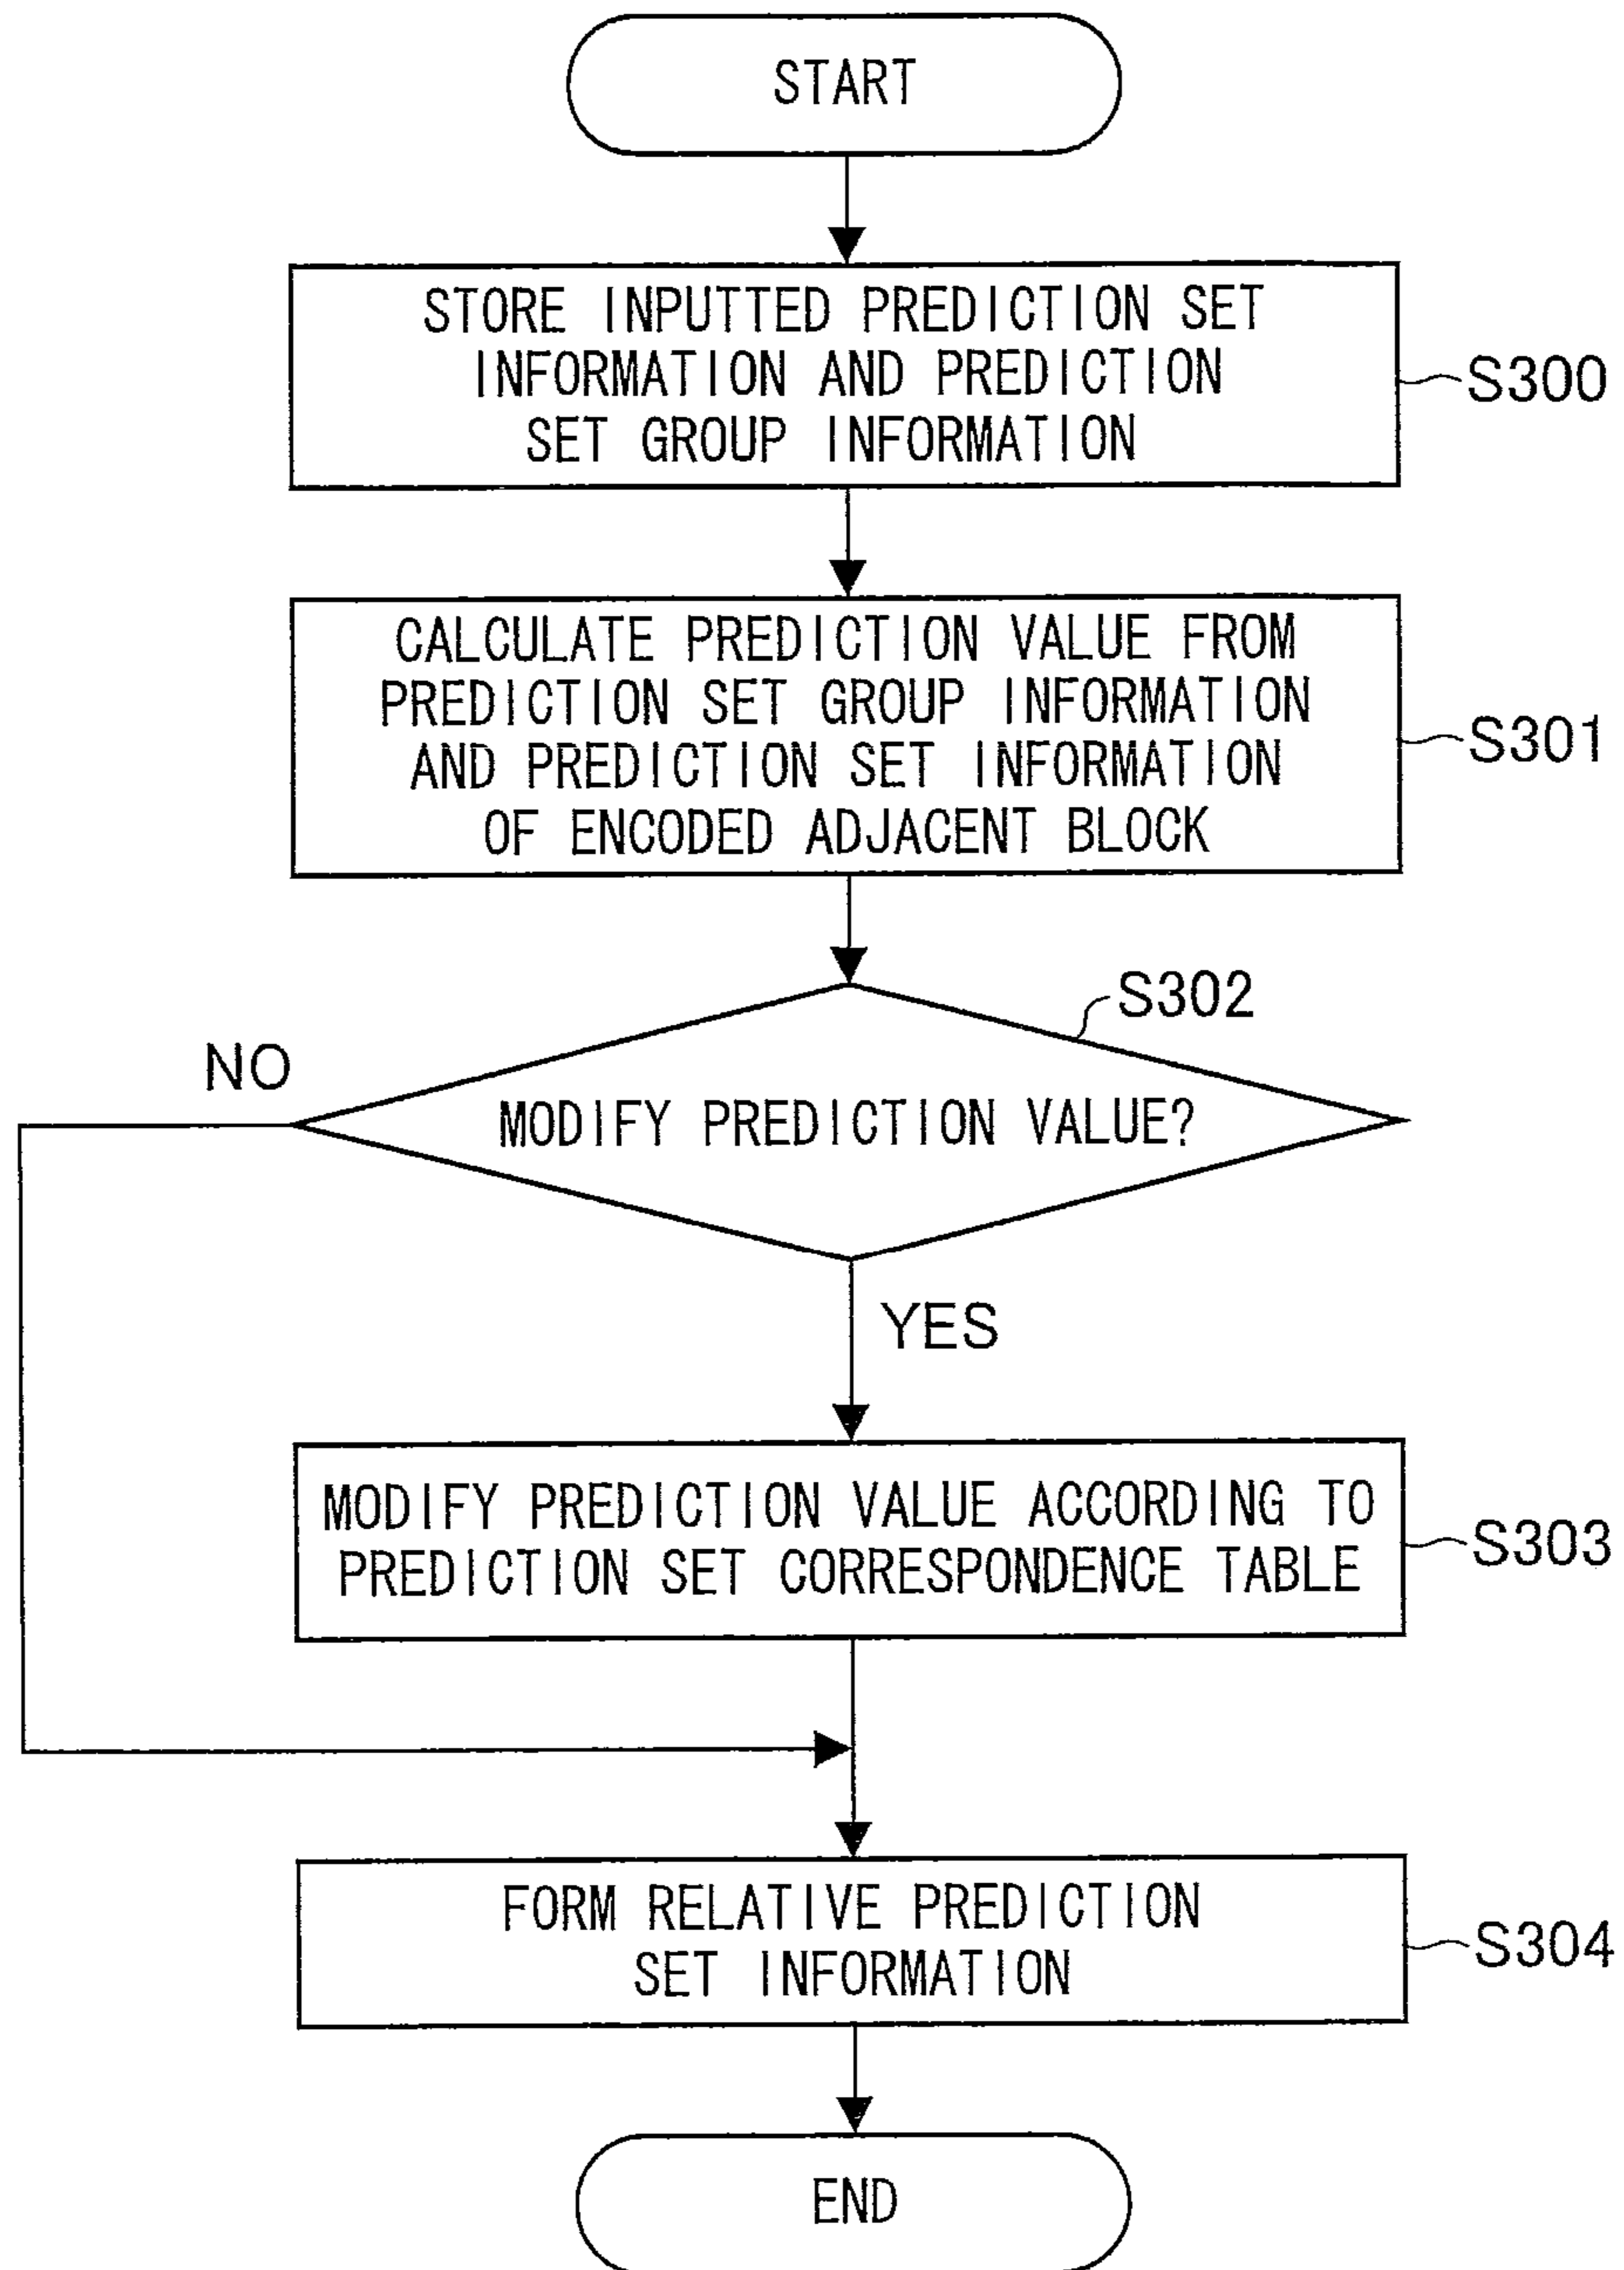 START
STORE INPUTTED PREDICTION SET
INFORMATION AND PREDICTION
SET GROUP INFORMATION
S300
CALCULATE PREDICTION VALUE FROM
PREDICTION SET GROUP INFORMATION
AND PREDICTION SET INFORMATION
OF ENCODED ADJACENT BLOCK
S301
S302
NO
MODIFY PREDICTION VALUE?
YES
MODIFY PREDICTION VALUE ACCORDING TO
PREDICTION SET CORRESPONDENCE TABLE
S303
FORM RELATIVE PREDICTION
SET INFORMATION
S304
END